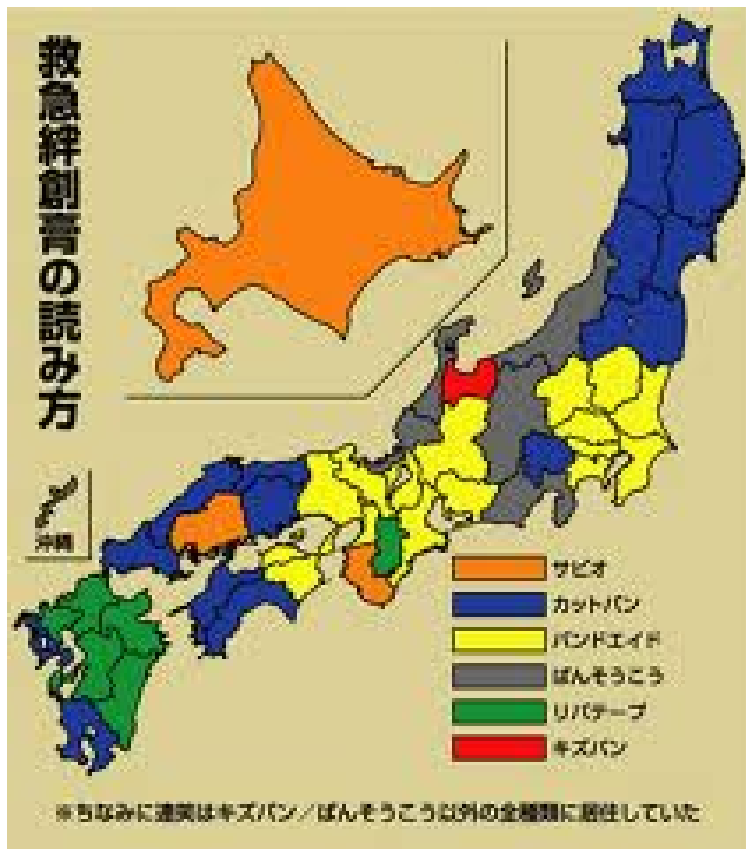 救急絆創膏の読み方
沖縄
サビオ
カットバン
バンドエイド
ばんそうこう
リバテープ
キズバン
※ちなみに連笑はキズバン／ばんそうこう以外の全種類に居住していた